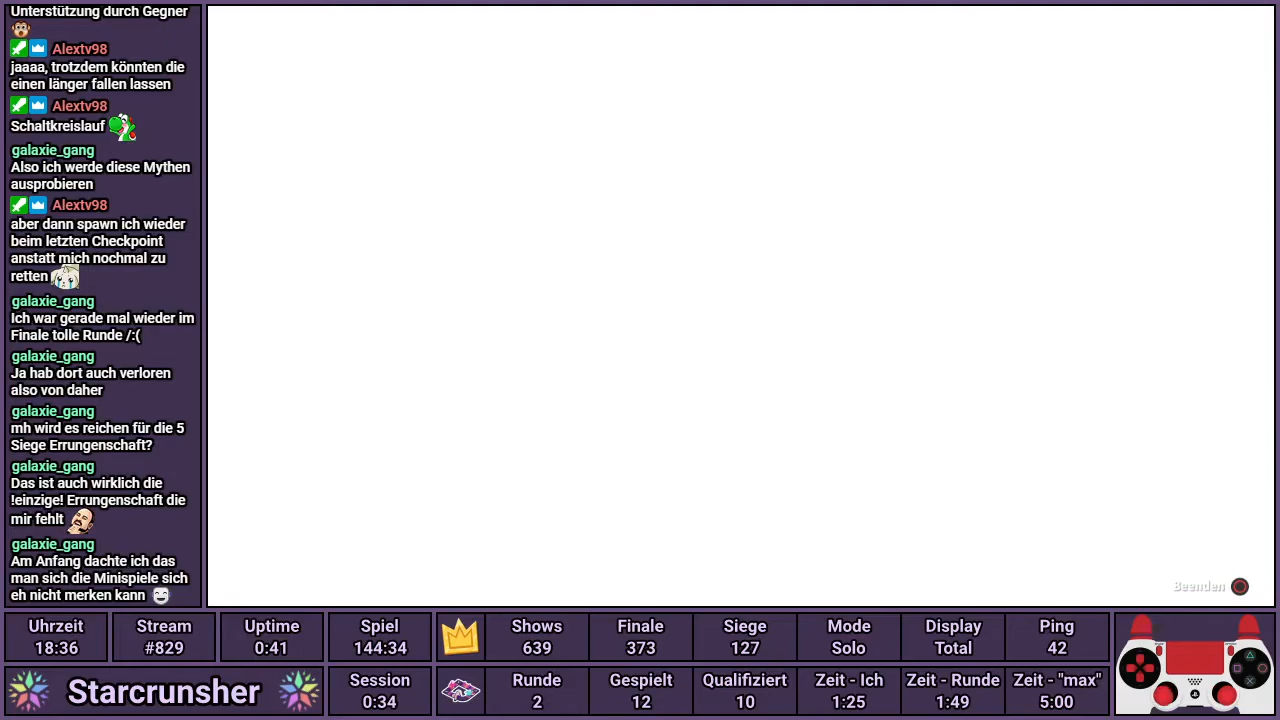 Unterstützung durch Gegner
Alextv98
jaaaa, trotzdem könnten die
einen länger fallen lassen
Alextv98
Schaltkreislauf
galaxie_gang
Also ich werde diese Mythen
ausprobieren
Alextv98
aber dann spawn ich wieder
beim letzten Checkpoint
anstatt mich nochmal zu
retten
galaxie_gang
Ich war gerade mal wieder im
Finale tolle Runde /:(
galaxie_gang
Ja hab dort auch verloren
also von daher
galaxie_gang
mh wird es reichen für die 5
Siege Errungenschaft?
galaxie_gang
Das ist auch wirklich die
!einzige! Errungenschaft die
mir fehlt
galaxie_gang
Am Anfang dachte ich das
man sich die Minispiele sich
eh nicht merken kann
Beenden
Uhrzeit
18:36
Stream
#829
Uptime
0:41
Spiel
144:34
Shows
639
Finale
373
Siege
127
Mode
Solo
Display
Total
Ping
42
Starcrunsher
Session
0:34
Runde
2
Gespielt
12
Qualifiziert
10
Zeit - Ich
1:25
Zeit - Runde
1:49
Zeit - "max"
5:00